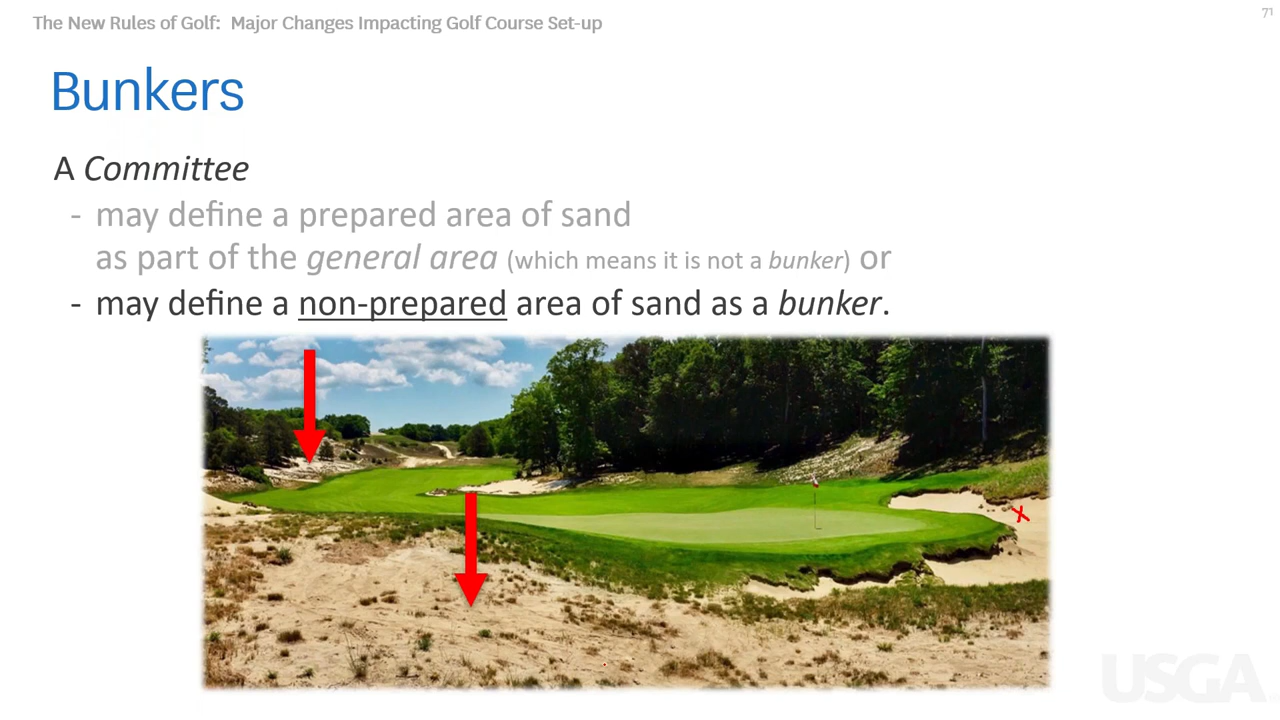 The New Rules of Golf:  Major Changes Impacting Golf Course Set-up
71
Bunkers
A Committee
- may define a prepared area of sand
as part of the general area (which means it is not a bunker) or
- may define a non-prepared area of sand as a bunker.
USGA